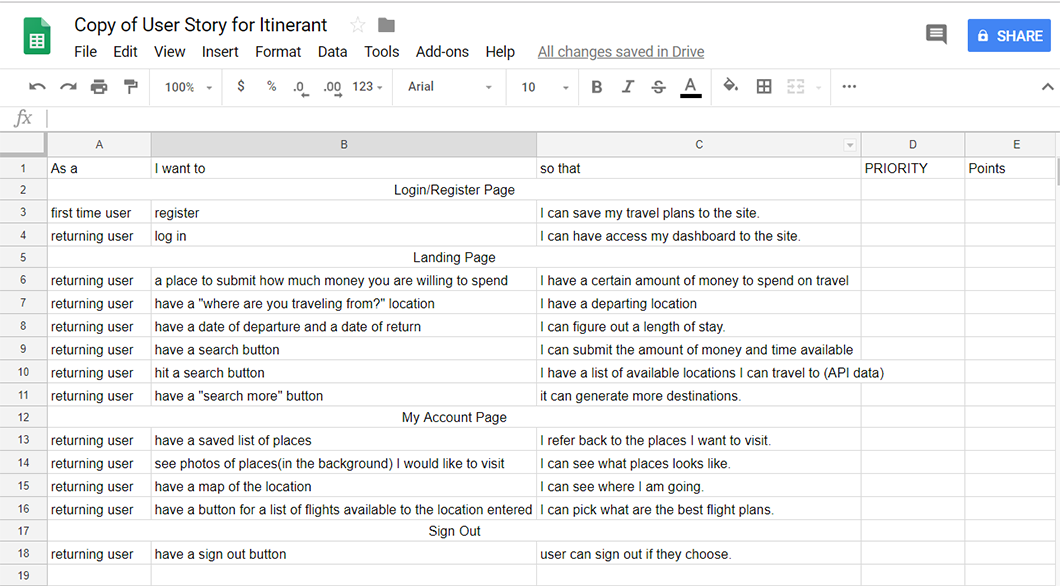 Copy of User Story for Itinerant
File Edit View Insert Format Data Tools Add-ons Help All changes saved in Drive
SHARE
100% $ % .0 .00 123 Arial 10 B I S A ...
fx
A B C D E
1 As a I want to so that PRIORITY Points
2 Login/Register Page
3 first time user register I can save my travel plans to the site.
4 returning user log in I can have access my dashboard to the site.
5 Landing Page
6 returning user a place to submit how much money you are willing to spend I have a certain amount of money to spend on travel
7 returning user have a "where are you traveling from?" location I have a departing location
8 returning user have a date of departure and a date of return I can figure out a length of stay.
9 returning user have a search button I can submit the amount of money and time available
10 returning user hit a search button I have a list of available locations I can travel to (API data)
11 returning user have a "search more" button it can generate more destinations.
12 My Account Page
13 returning user have a saved list of places I refer back to the places I want to visit.
14 returning user see photos of places(in the background) I would like to visit I can see what places looks like.
15 returning user have a map of the location I can see where I am going.
16 returning user have a button for a list of flights available to the location entered I can pick what are the best flight plans.
17 Sign Out
18 returning user have a sign out button user can sign out if they choose.
19